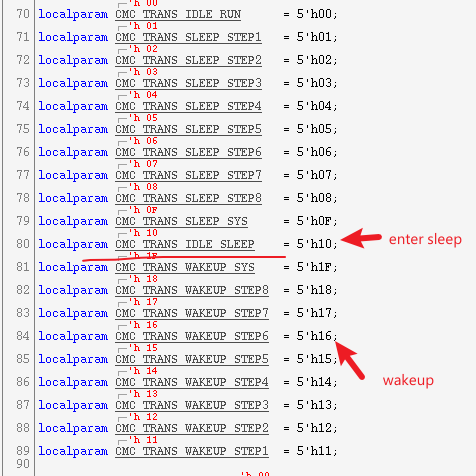 'h 00
70 localparam CMC_TRANS_IDLE_RUN = 5'h00;
'h 01
71 localparam CMC_TRANS_SLEEP_STEP1 = 5'h01;
'h 02
72 localparam CMC_TRANS_SLEEP_STEP2 = 5'h02;
'h 03
73 localparam CMC_TRANS_SLEEP_STEP3 = 5'h03;
'h 04
74 localparam CMC_TRANS_SLEEP_STEP4 = 5'h04;
'h 05
75 localparam CMC_TRANS_SLEEP_STEP5 = 5'h05;
'h 06
76 localparam CMC_TRANS_SLEEP_STEP6 = 5'h06;
'h 07
77 localparam CMC_TRANS_SLEEP_STEP7 = 5'h07;
'h 08
78 localparam CMC_TRANS_SLEEP_STEP8 = 5'h08;
'h 0F
79 localparam CMC_TRANS_SLEEP_SYS = 5'h0F;
'h 10
80 localparam CMC_TRANS_IDLE_SLEEP = 5'h10; enter sleep
'h 1F
81 localparam CMC_TRANS_WAKEUP_SYS = 5'h1F;
'h 18
82 localparam CMC_TRANS_WAKEUP_STEP8 = 5'h18;
'h 17
83 localparam CMC_TRANS_WAKEUP_STEP7 = 5'h17;
'h 16
84 localparam CMC_TRANS_WAKEUP_STEP6 = 5'h16;
'h 15
85 localparam CMC_TRANS_WAKEUP_STEP5 = 5'h15;
'h 14
86 localparam CMC_TRANS_WAKEUP_STEP4 = 5'h14; wakeup
'h 13
87 localparam CMC_TRANS_WAKEUP_STEP3 = 5'h13;
'h 12
88 localparam CMC_TRANS_WAKEUP_STEP2 = 5'h12;
'h 11
89 localparam CMC_TRANS_WAKEUP_STEP1 = 5'h11;
90